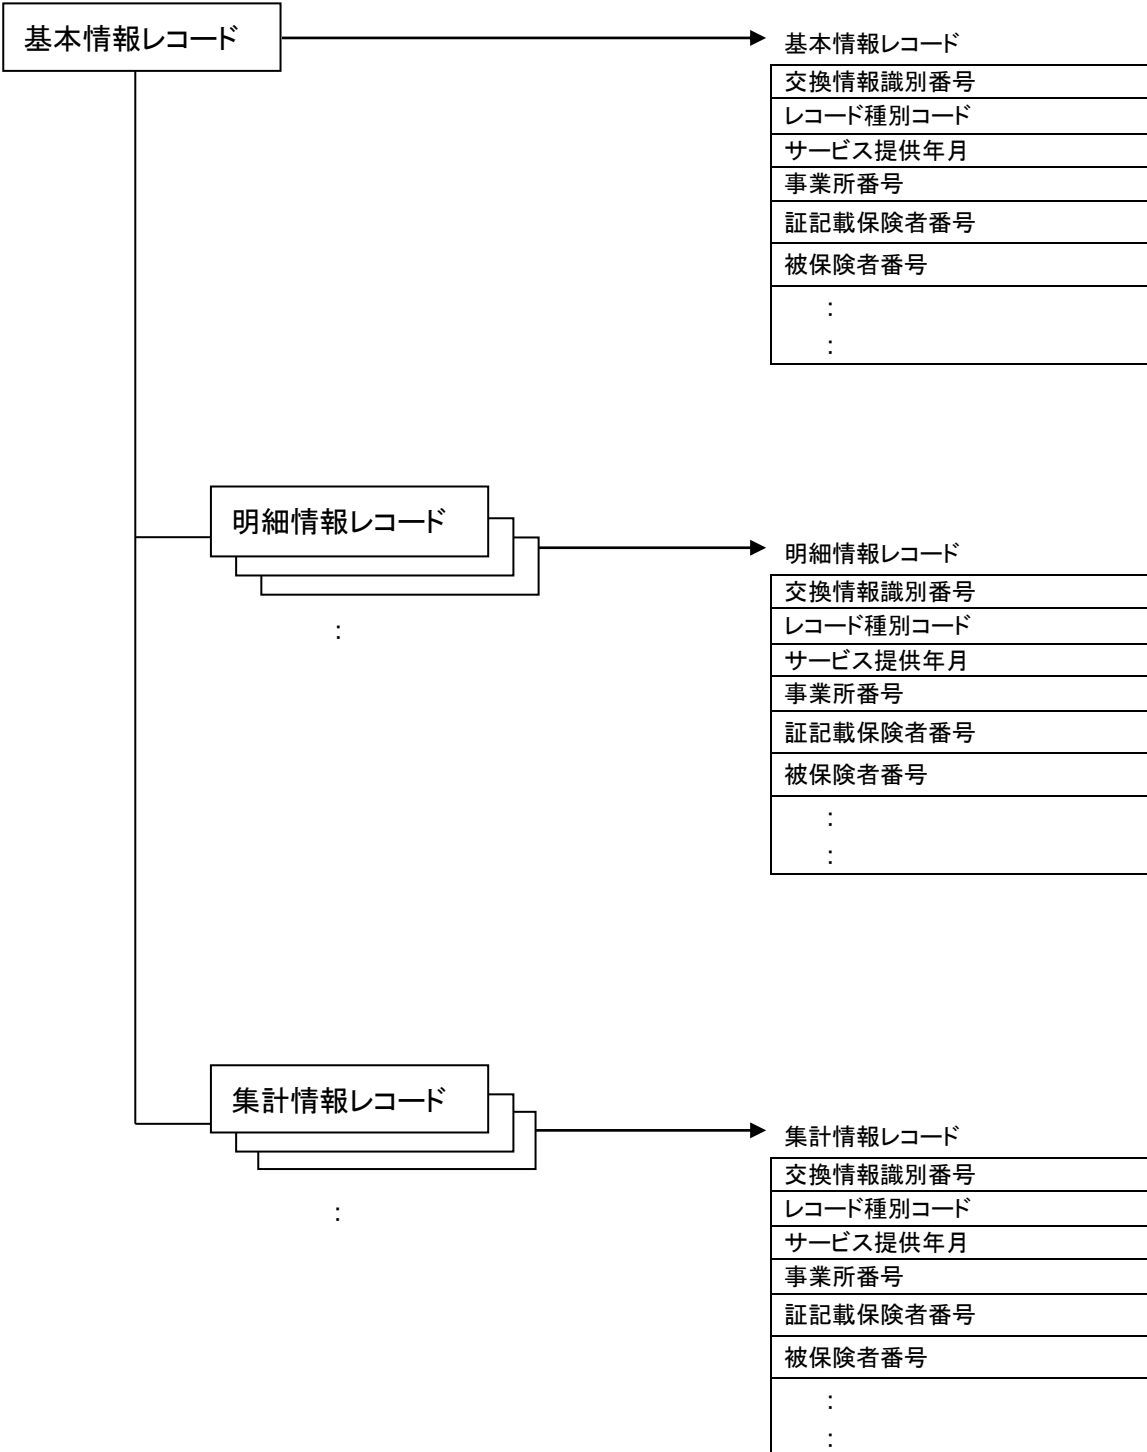 基本情報レコード
基本情報レコード
交換情報識別番号
レコード種別コード
サービス提供年月
事業所番号
証記載保険者番号
被保険者番号
:
:
明細情報レコード
:
明細情報レコード
交換情報識別番号
レコード種別コード
サービス提供年月
事業所番号
証記載保険者番号
被保険者番号
:
:
集計情報レコード
:
集計情報レコード
交換情報識別番号
レコード種別コード
サービス提供年月
事業所番号
証記載保険者番号
被保険者番号
:
: